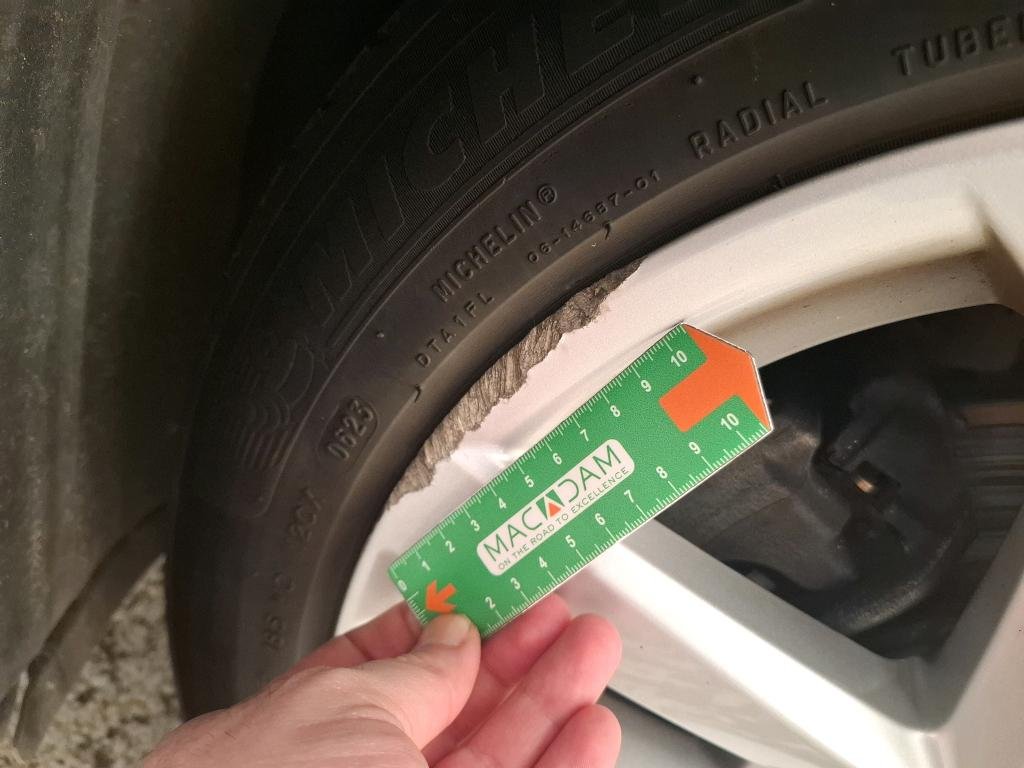 MICHELIN
RADIAL TUBE
MICHELIN®
06-14687-01
DTA1FL
0623
0 1 2 3 4 5 6 7 8 9 10
MACADAM
ON THE ROAD TO EXCELLENCE
2 3 4 5 6 7 8 9 10